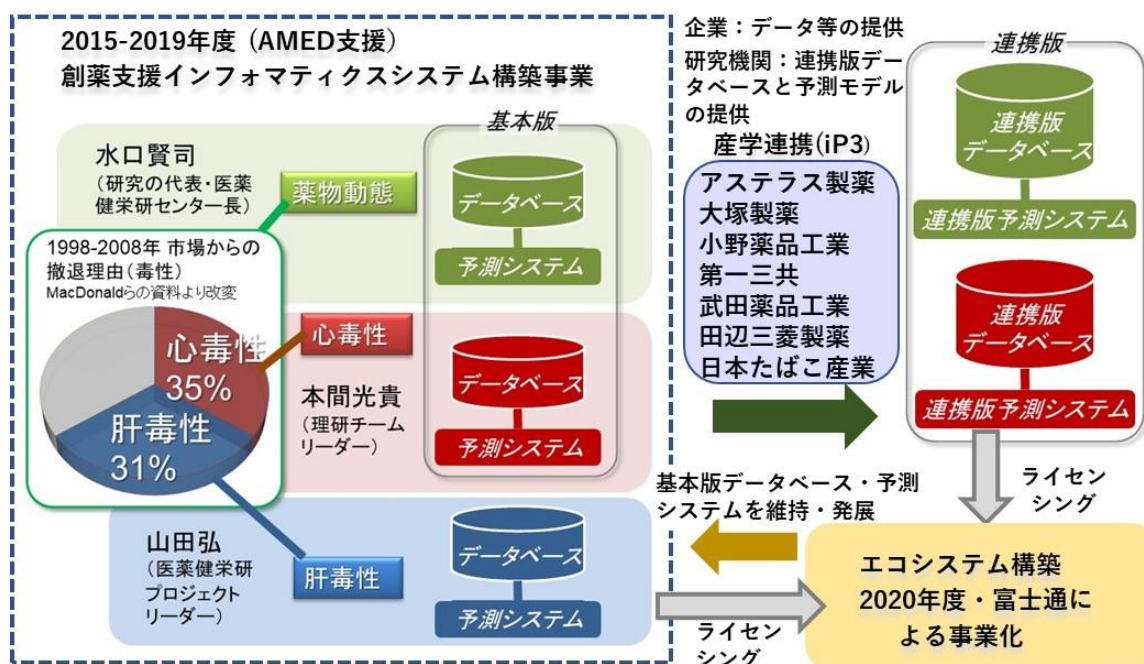 2015-2019年度（AMED支援）
創薬支援インフォマティクスシステム構築事業
基本版
水口賢司
（研究の代表・医薬
健栄研センター長）
薬物動態
データベース
予測システム
1998-2008年 市場からの
撤退理由（毒性）
MacDonaldらの資料より改変
心毒性
35%
肝毒性
31%
心毒性
本間光貴
（理研チーム
リーダー）
データベース
予測システム
山田弘
（医薬健栄研
プロジェクト
リーダー）
肝毒性
データベース
予測システム
企業：データ等の提供
研究機関：連携版デー
タベースと予測モデル
の提供
産学連携(iP3)
アステラス製薬
大塚製薬
小野薬品工業
第一三共
武田薬品工業
田辺三菱製薬
日本たばこ産業
連携版
連携版
データベース
連携版予測システム
連携版
データベース
連携版予測システム
ライセン
シング
基本版データベース・予測
システムを維持・発展
ライセン
シング
エコシステム構築
2020年度・富士通に
よる事業化